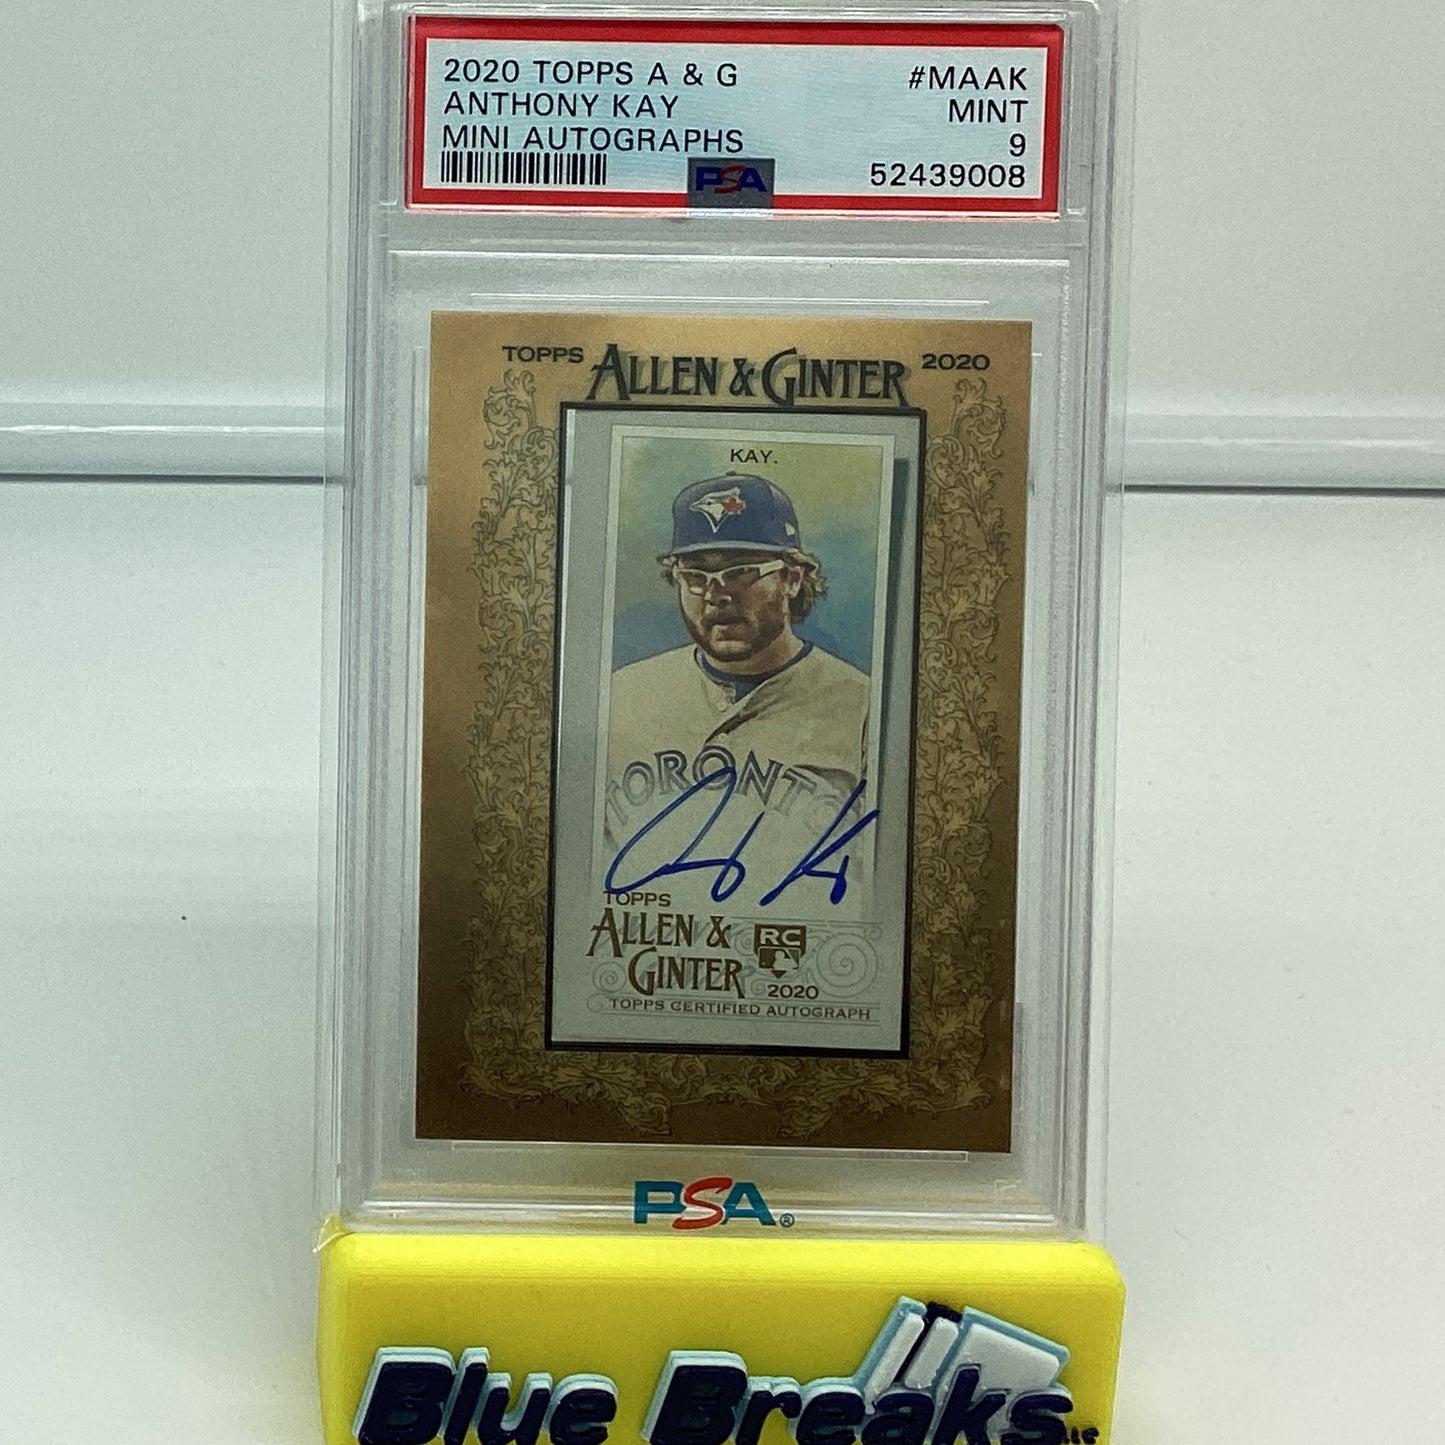 2020 TOPPS A & G #MAAK
ANTHONY KAY MINT
MINI AUTOGRAPHS 9
PSA 52439008
TOPPS ALLEN & GINTER 2020
KAY.
TORONTO
TOPPS
ALLEN &
GINTER
RC
2020
TOPPS CERTIFIED AUTOGRAPH
PSA®
Blue Breaks LLC